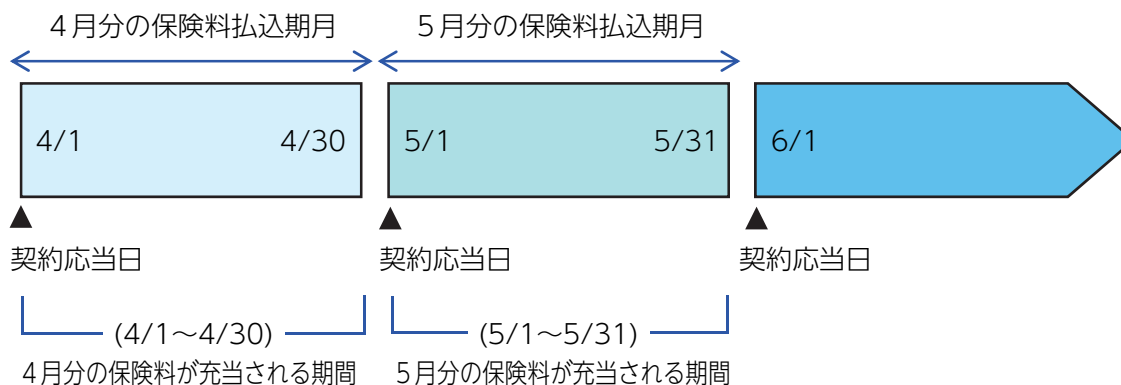 4月分の保険料払込期月 5月分の保険料払込期月
4/1 4/30 5/1 5/31 6/1
契約応当日 契約応当日 契約応当日
(4/1～4/30) (5/1～5/31)
4月分の保険料が充当される期間 5月分の保険料が充当される期間